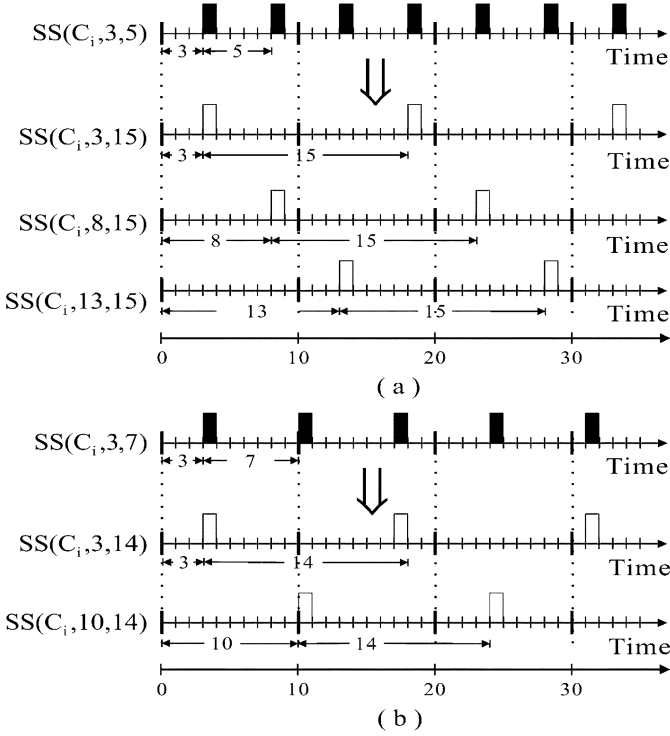 SS(Cᵢ,3,5)
Time
3 5
SS(Cᵢ,3,15)
Time
3 15
SS(Cᵢ,8,15)
Time
8 15
SS(Cᵢ,13,15)
Time
13 15
0 10 20 30
( a )
SS(Cᵢ,3,7)
Time
3 7
SS(Cᵢ,3,14)
Time
3 14
SS(Cᵢ,10,14)
Time
10 14
0 10 20 30
( b )